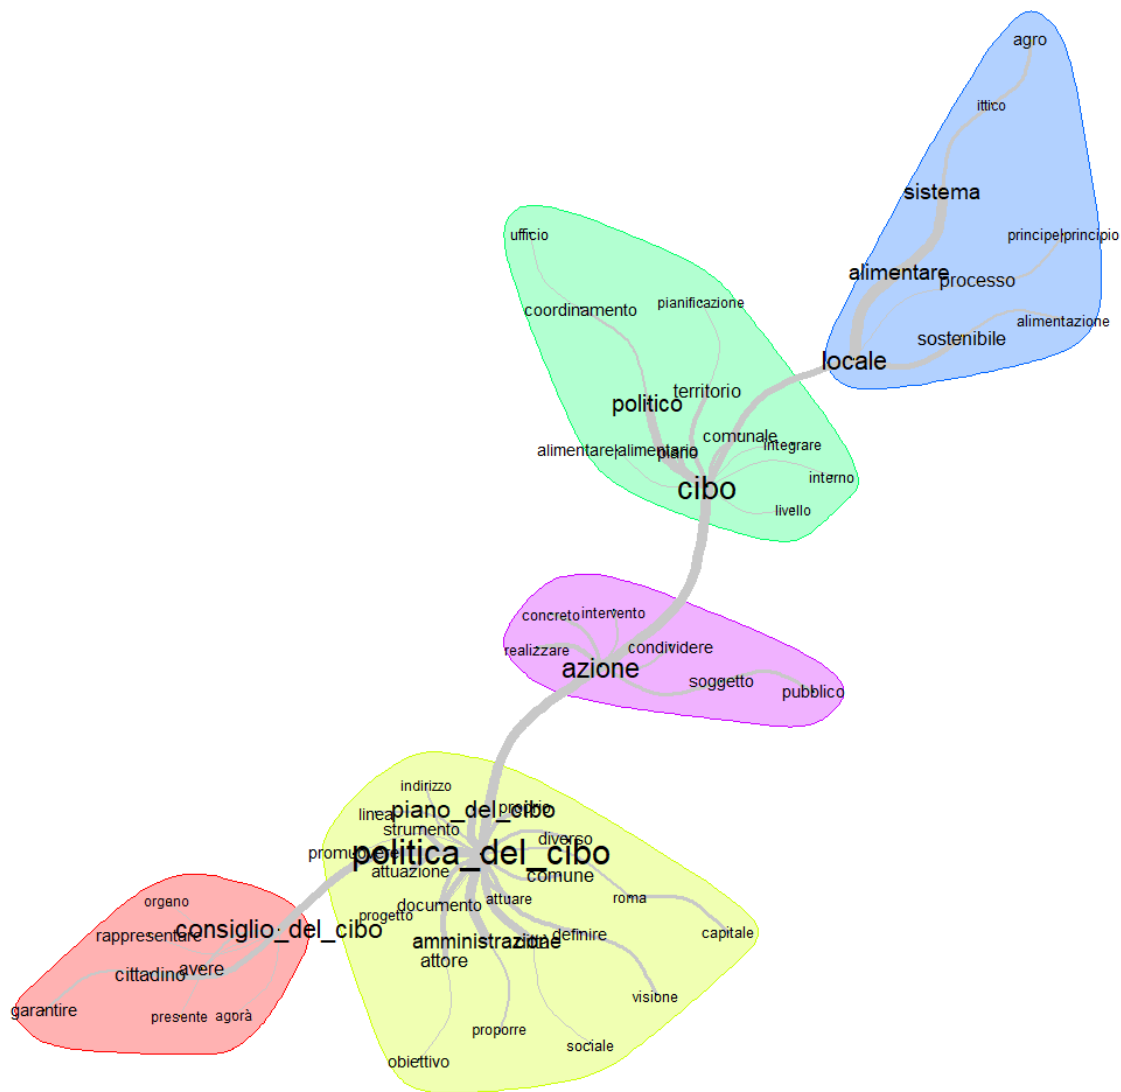 agro
ittico
sistema
principe|principio
alimentare
processo
alimentazione
sostenibile
locale
ufficio
coordinamento
pianificazione
territorio
politico
comunale
integrare
alimentare|alimentario
piano
interno
cibo
livello
concreto
intervento
realizzare
condividere
azione
soggetto
pubblico
indirizzo
piano_del_cibo
proprio
linea
strumento
diverso
promuovere
politica_del_cibo
attuazione
comune
roma
documento
attuare
progetto
capitale
definire
amministrazione
città
attore
visione
proporre
sociale
obiettivo
organo
consiglio_del_cibo
rappresentare
avere
cittadino
garantire
presente
agorà